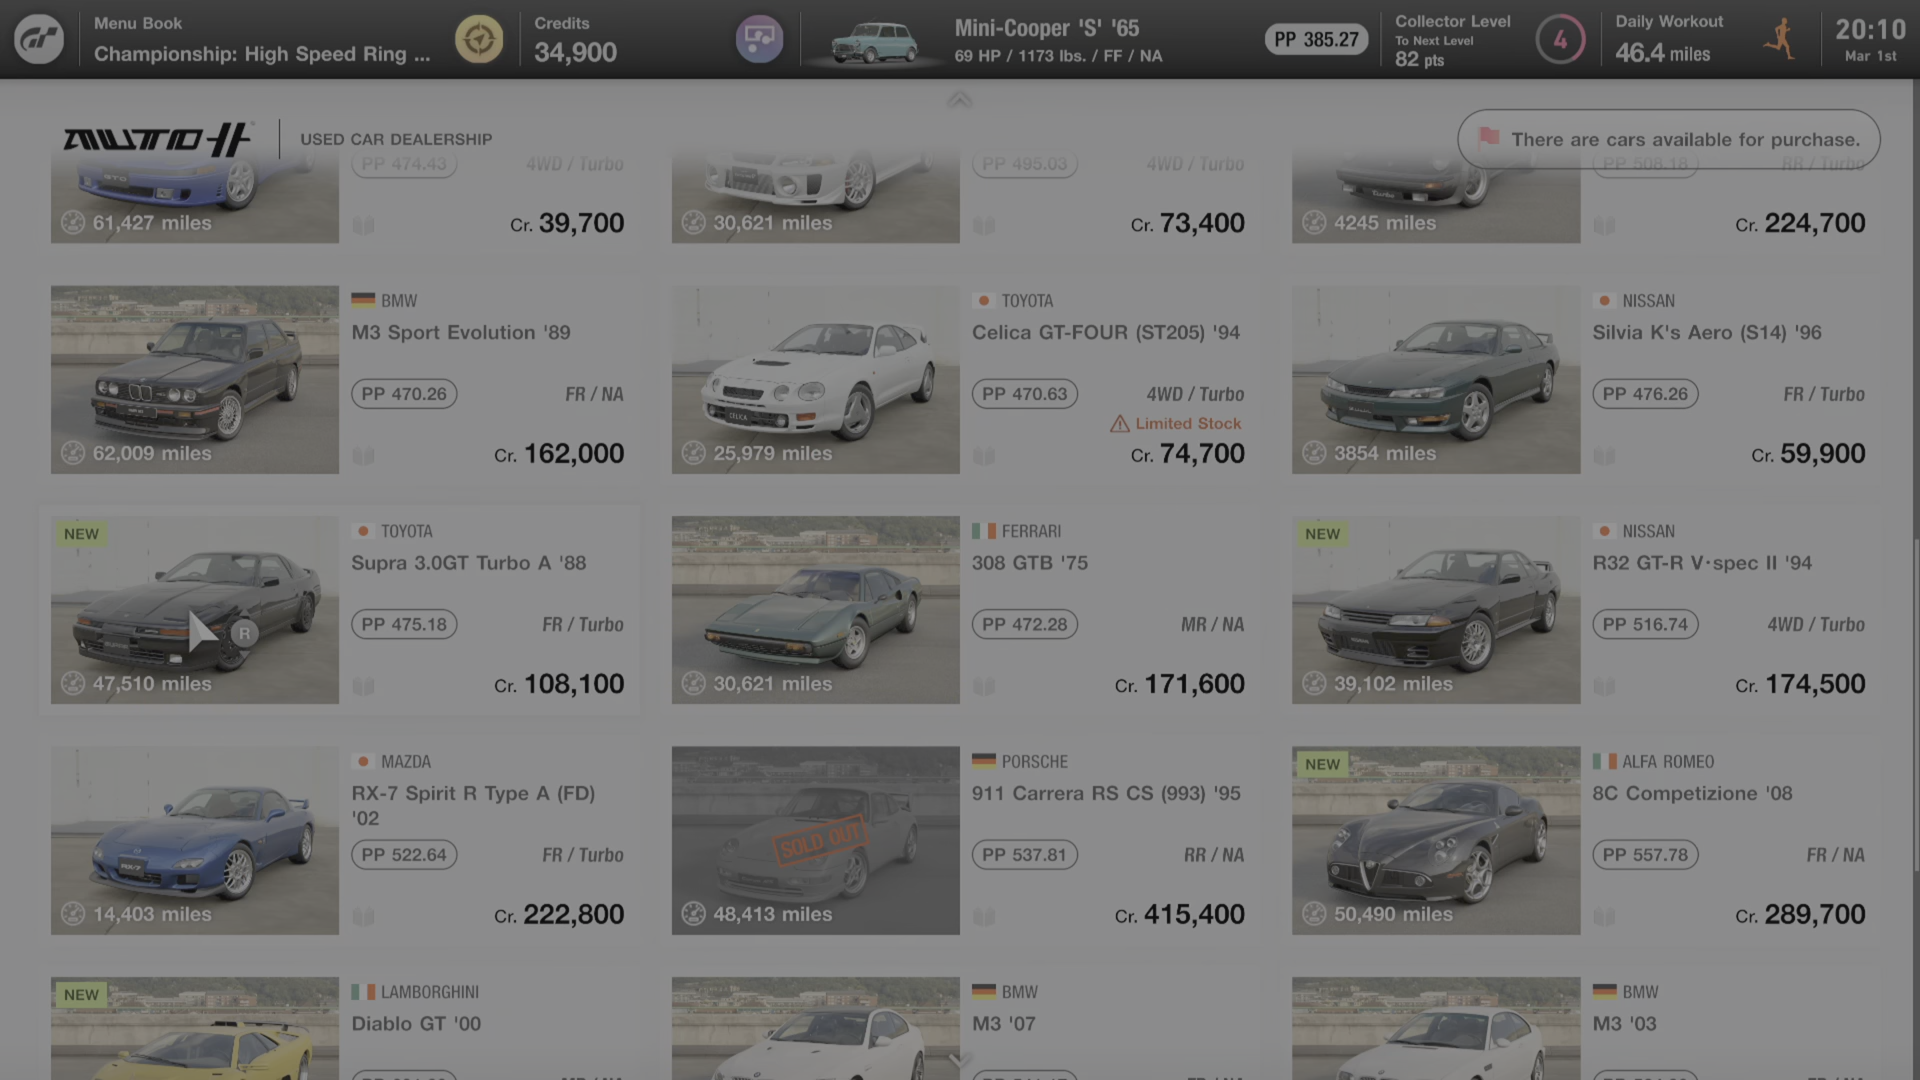 Menu Book
Championship: High Speed Ring ...
Credits
34,900
Mini-Cooper 'S' '65
69 HP / 1173 lbs. / FF / NA
PP 385.27
Collector Level
To Next Level
82 pts
4
Daily Workout
46.4 miles
20:10
Mar 1st
AUTO
USED CAR DEALERSHIP
There are cars available for purchase.
PP 474.43
4WD / Turbo
61,427 miles
Cr. 39,700
PP 495.03
4WD / Turbo
30,621 miles
Cr. 73,400
PP 508.18
RR / Turbo
4245 miles
Cr. 224,700
BMW
M3 Sport Evolution '89
PP 470.26
FR / NA
62,009 miles
Cr. 162,000
TOYOTA
Celica GT-FOUR (ST205) '94
PP 470.63
4WD / Turbo
Limited Stock
25,979 miles
Cr. 74,700
NISSAN
Silvia K's Aero (S14) '96
PP 476.26
FR / Turbo
3854 miles
Cr. 59,900
NEW
TOYOTA
Supra 3.0GT Turbo A '88
PP 475.18
FR / Turbo
R
47,510 miles
Cr. 108,100
FERRARI
308 GTB '75
PP 472.28
MR / NA
30,621 miles
Cr. 171,600
NEW
NISSAN
R32 GT-R V·spec II '94
PP 516.74
4WD / Turbo
39,102 miles
Cr. 174,500
MAZDA
RX-7 Spirit R Type A (FD)
'02
PP 522.64
FR / Turbo
RX-7
14,403 miles
Cr. 222,800
PORSCHE
911 Carrera RS CS (993) '95
SOLD OUT
PP 537.81
RR / NA
48,413 miles
Cr. 415,400
NEW
ALFA ROMEO
8C Competizione '08
PP 557.78
FR / NA
50,490 miles
Cr. 289,700
NEW
LAMBORGHINI
Diablo GT '00
BMW
M3 '07
BMW
M3 '03